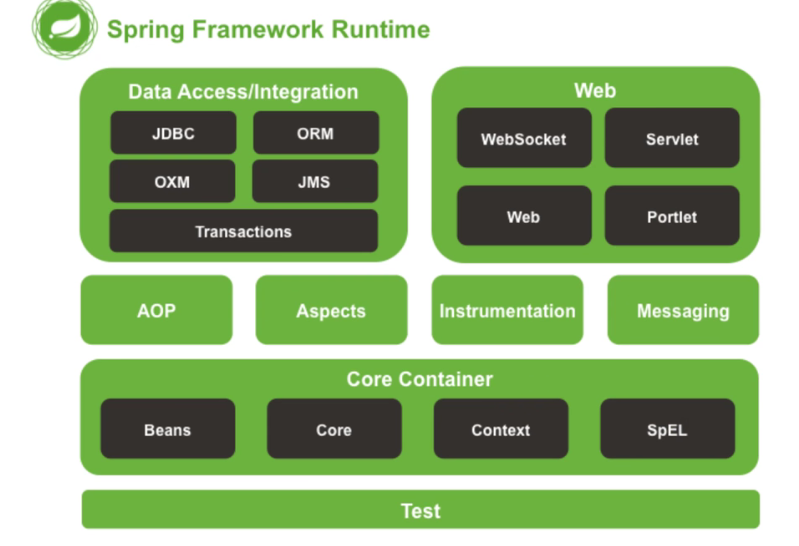 Spring Framework Runtime
Data Access/Integration
JDBC
ORM
OXM
JMS
Transactions
Web
WebSocket
Servlet
Web
Portlet
AOP
Aspects
Instrumentation
Messaging
Core Container
Beans
Core
Context
SpEL
Test